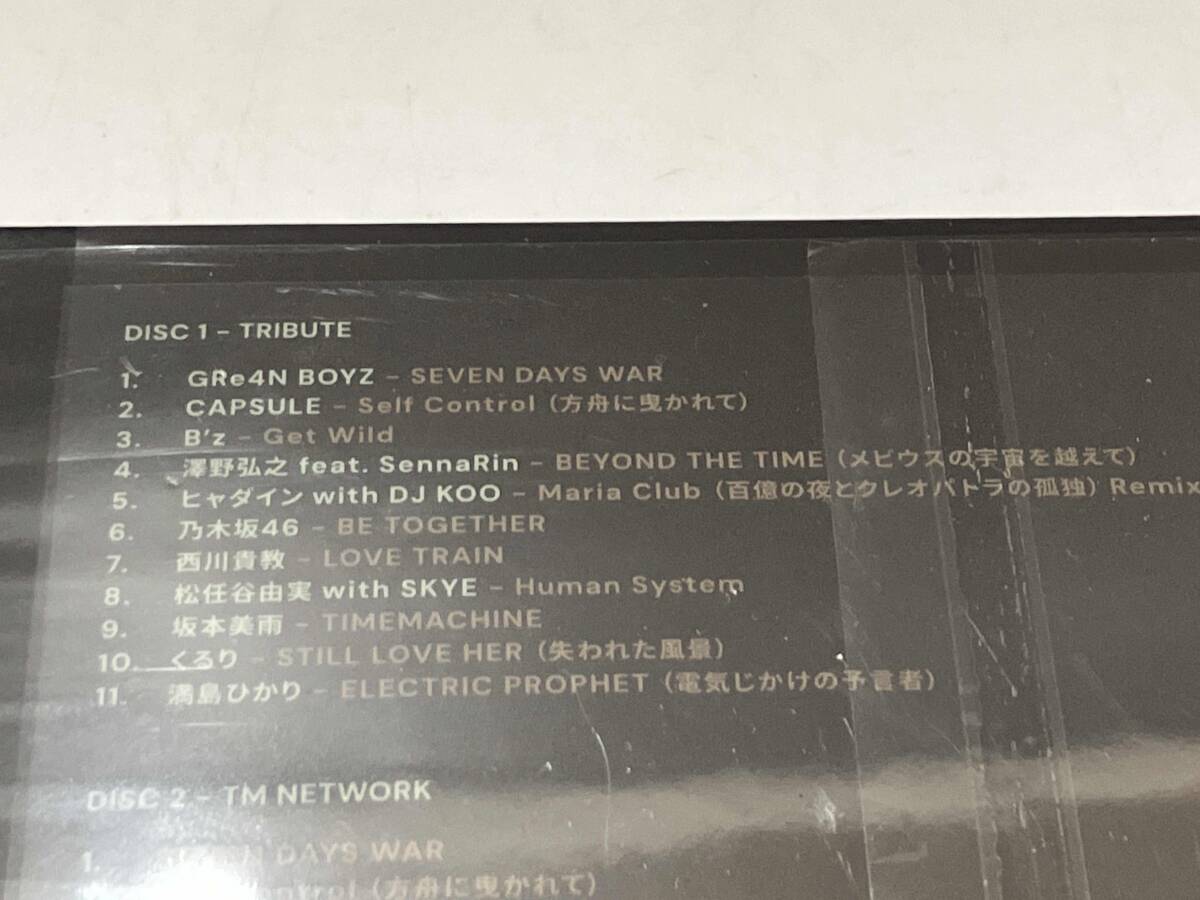 DISC 1 – TRIBUTE
1. GRe4N BOYZ – SEVEN DAYS WAR
2. CAPSULE – Self Control（方舟に曳かれて）
3. B'z – Get Wild
4. 澤野弘之 feat. SennaRin – BEYOND THE TIME（メビウスの宇宙を越えて）
5. ヒャダイン with DJ KOO – Maria Club（百億の夜とクレオパトラの孤独）Remix
6. 乃木坂46 – BE TOGETHER
7. 西川貴教 – LOVE TRAIN
8. 松任谷由実 with SKYE – Human System
9. 坂本美雨 – TIMEMACHINE
10. くるり – STILL LOVE HER（失われた風景）
11. 満島ひかり – ELECTRIC PROPHET（電気じかけの予言者）
DISC 2 – TM NETWORK
1. DAYS WAR
（方舟に曳かれて）